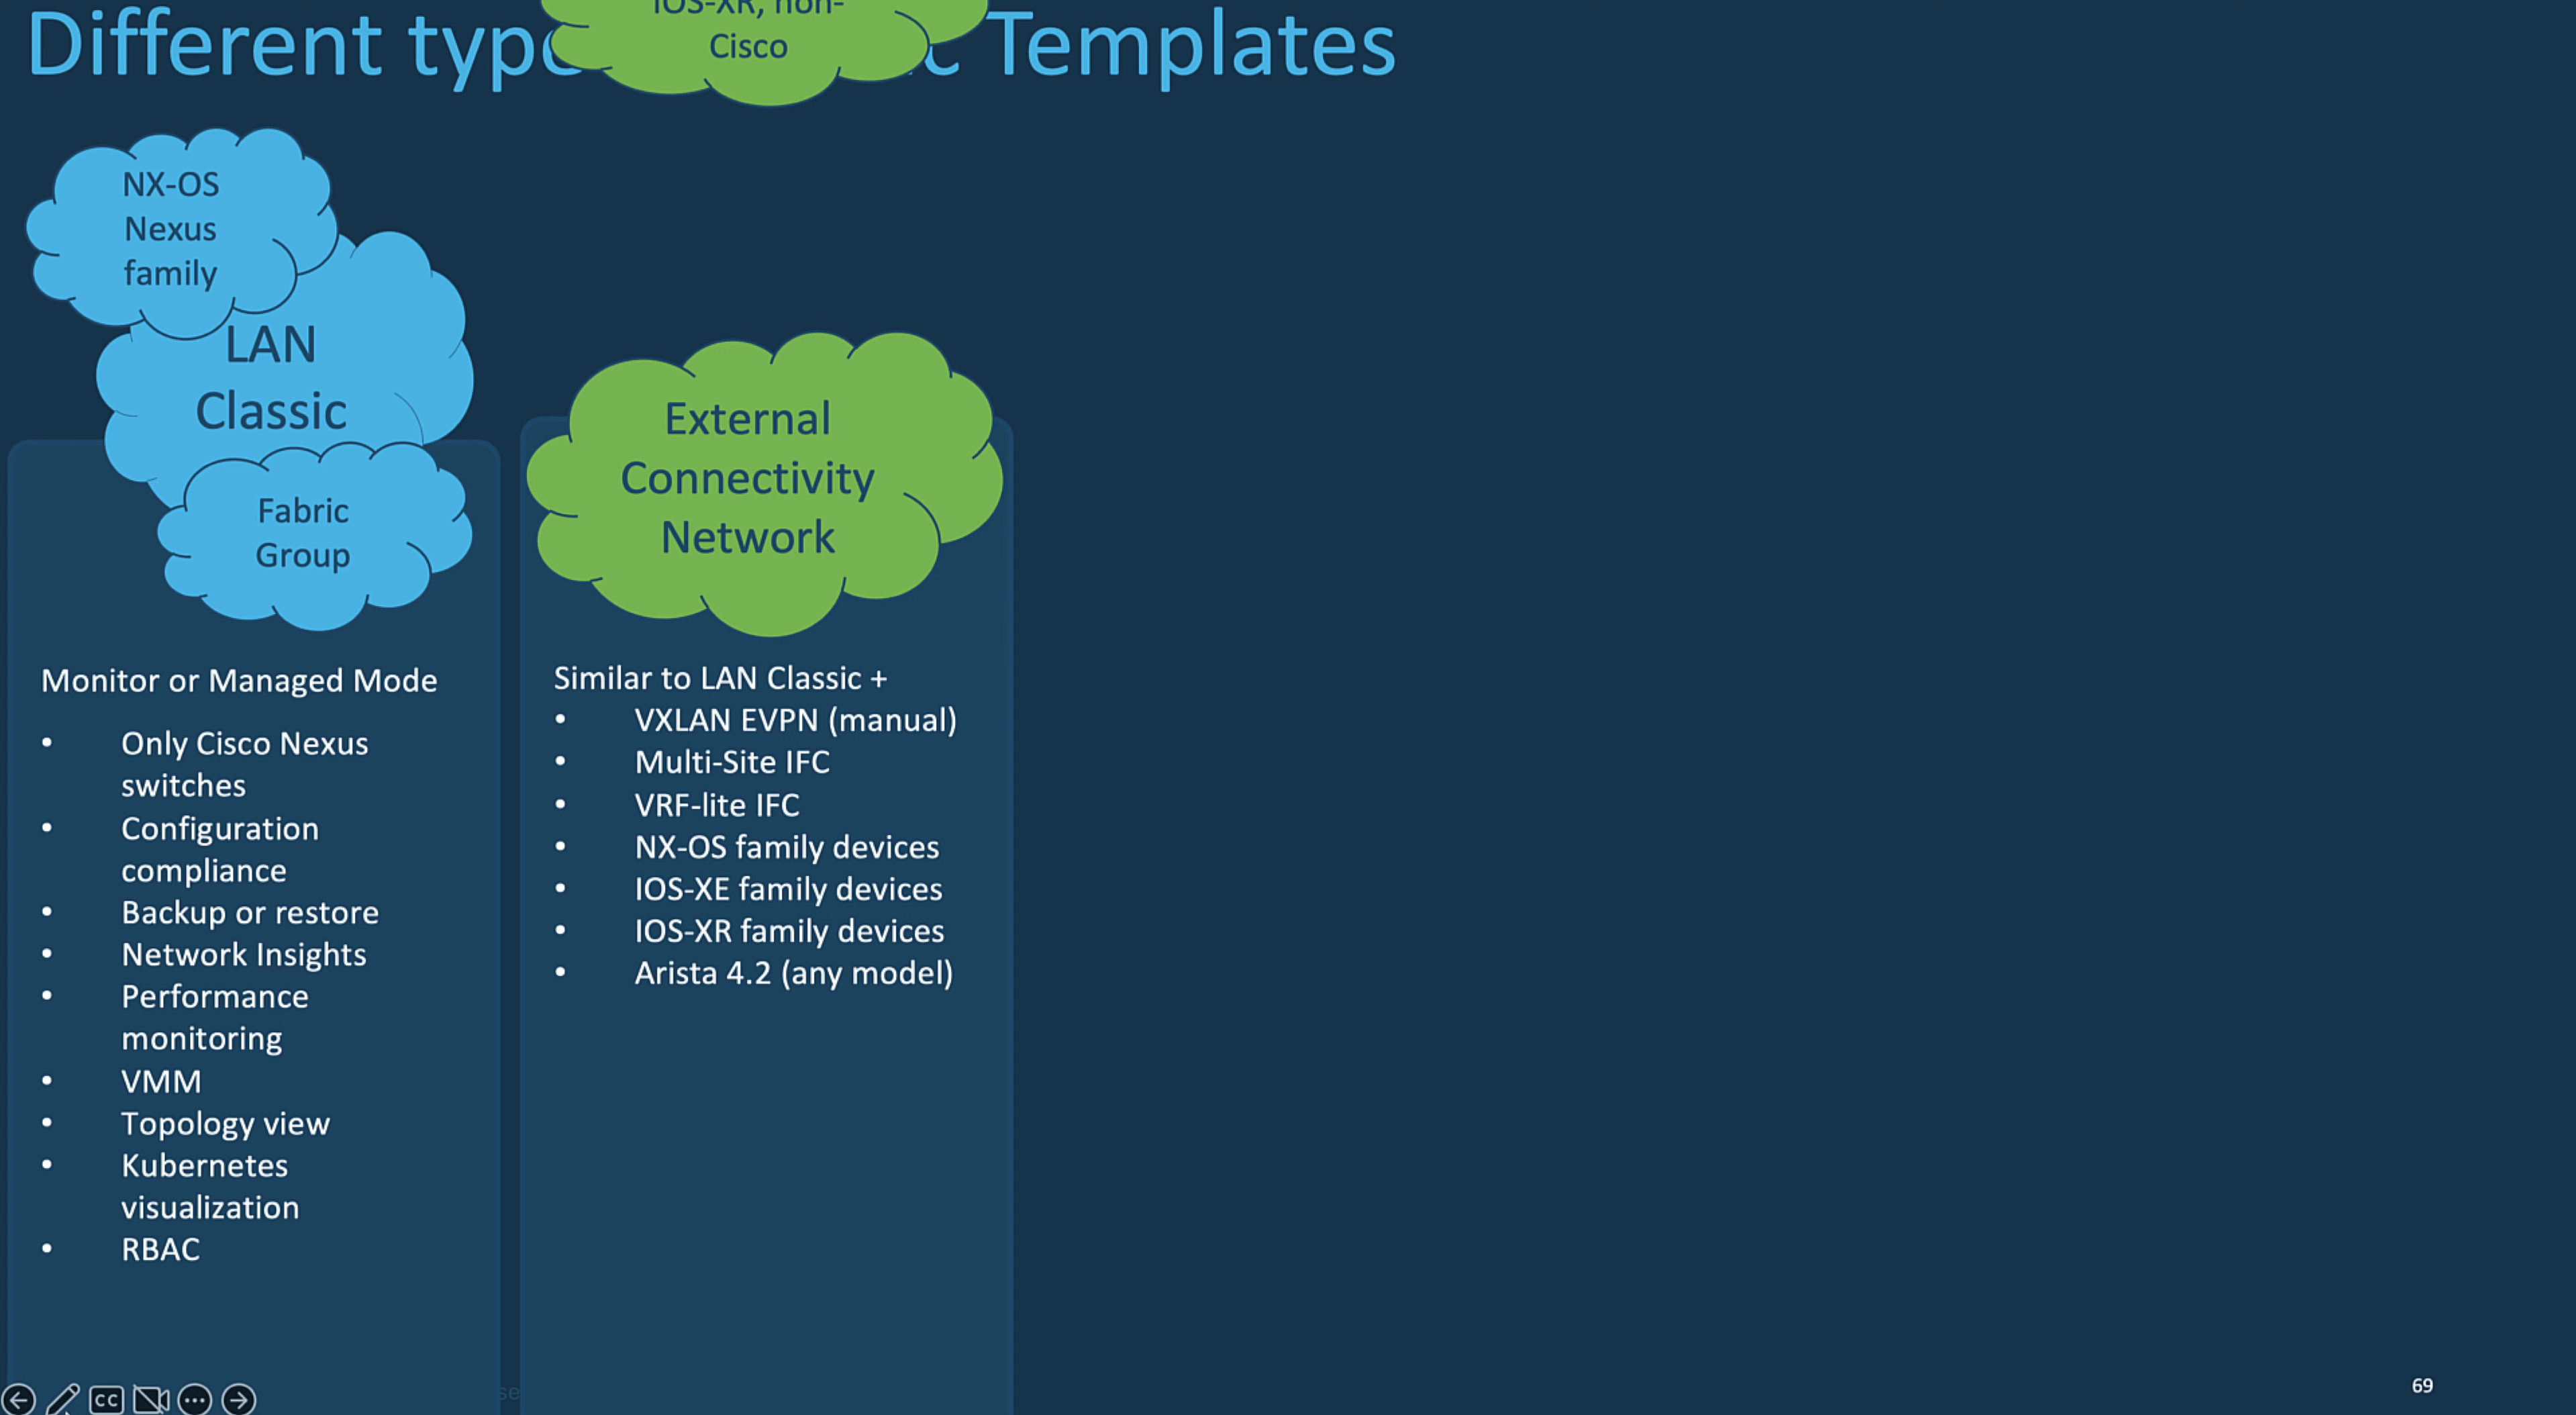 Different type Templates
IOS-XR, non-
Cisco
NX-OS
Nexus
family
LAN
Classic
Fabric
Group
Monitor or Managed Mode
• Only Cisco Nexus
switches
• Configuration
compliance
• Backup or restore
• Network Insights
• Performance
monitoring
• VMM
• Topology view
• Kubernetes
visualization
• RBAC
External
Connectivity
Network
Similar to LAN Classic +
• VXLAN EVPN (manual)
• Multi-Site IFC
• VRF-lite IFC
• NX-OS family devices
• IOS-XE family devices
• IOS-XR family devices
• Arista 4.2 (any model)
CC
69